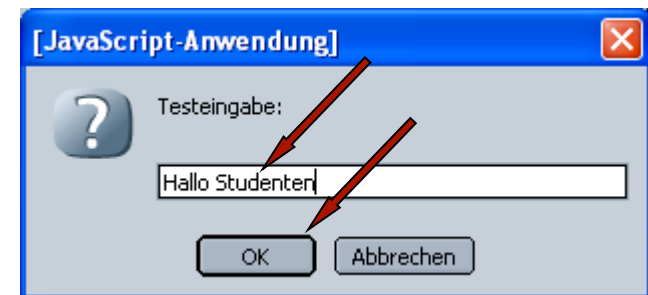 [JavaScript-Anwendung]
?
Testeingabe:
Hallo Studenten
OK Abbrechen